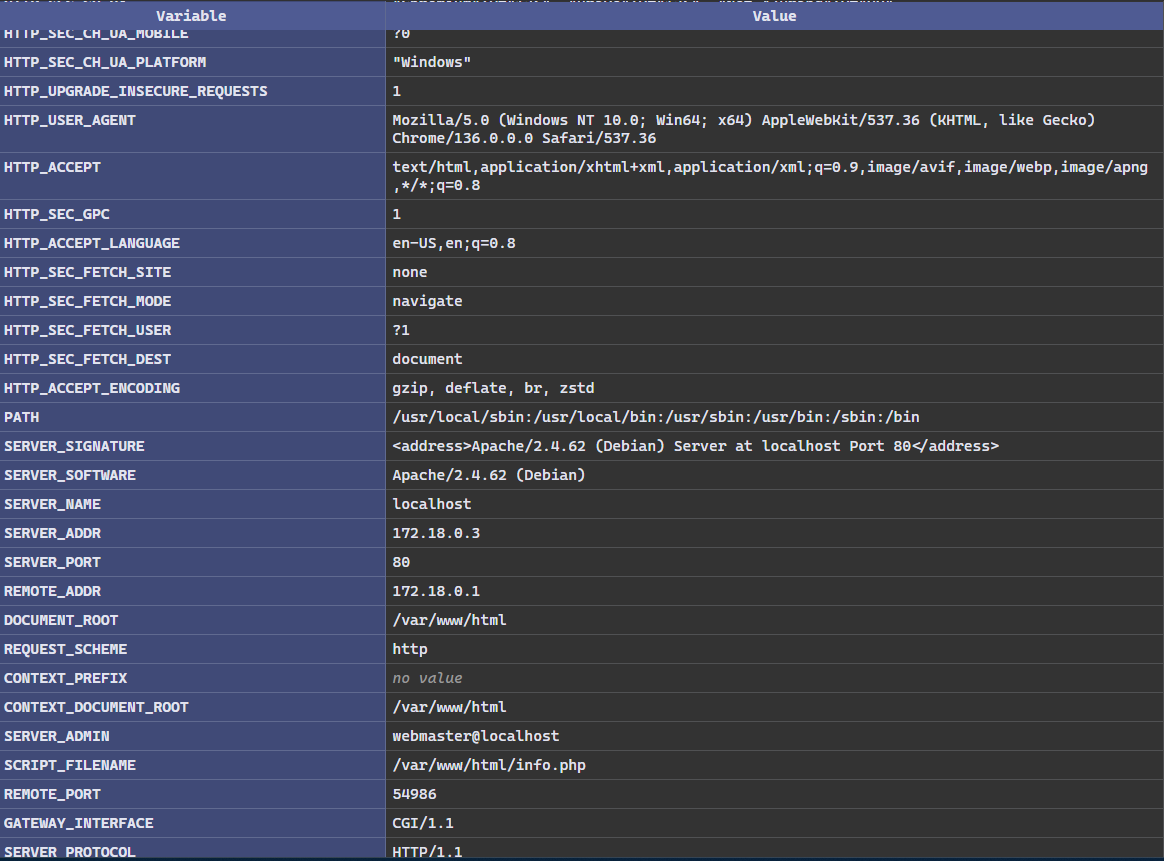 Variable Value
HTTP_SEC_CH_UA_MOBILE ?0
HTTP_SEC_CH_UA_PLATFORM "Windows"
HTTP_UPGRADE_INSECURE_REQUESTS 1
HTTP_USER_AGENT Mozilla/5.0 (Windows NT 10.0; Win64; x64) AppleWebKit/537.36 (KHTML, like Gecko)
Chrome/136.0.0.0 Safari/537.36
HTTP_ACCEPT text/html,application/xhtml+xml,application/xml;q=0.9,image/avif,image/webp,image/apng
,*/*;q=0.8
HTTP_SEC_GPC 1
HTTP_ACCEPT_LANGUAGE en-US,en;q=0.8
HTTP_SEC_FETCH_SITE none
HTTP_SEC_FETCH_MODE navigate
HTTP_SEC_FETCH_USER ?1
HTTP_SEC_FETCH_DEST document
HTTP_ACCEPT_ENCODING gzip, deflate, br, zstd
PATH /usr/local/sbin:/usr/local/bin:/usr/sbin:/usr/bin:/sbin:/bin
SERVER_SIGNATURE <address>Apache/2.4.62 (Debian) Server at localhost Port 80</address>
SERVER_SOFTWARE Apache/2.4.62 (Debian)
SERVER_NAME localhost
SERVER_ADDR 172.18.0.3
SERVER_PORT 80
REMOTE_ADDR 172.18.0.1
DOCUMENT_ROOT /var/www/html
REQUEST_SCHEME http
CONTEXT_PREFIX no value
CONTEXT_DOCUMENT_ROOT /var/www/html
SERVER_ADMIN webmaster@localhost
SCRIPT_FILENAME /var/www/html/info.php
REMOTE_PORT 54986
GATEWAY_INTERFACE CGI/1.1
SERVER_PROTOCOL HTTP/1.1